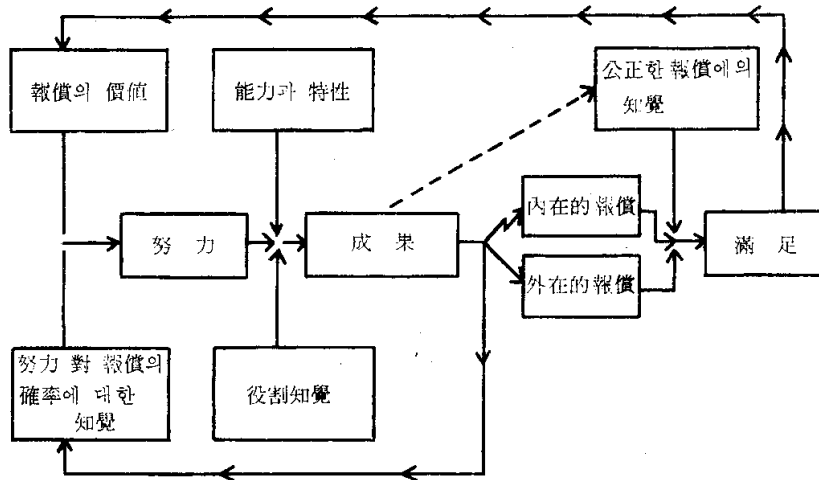 報償의 價値
能力과 特性
公正한 報償에의
知覺
努 力
成 果
內在的 報償
外在的 報償
滿 足
努力 對 報償의
確率에 대한
知覺
役割知覺